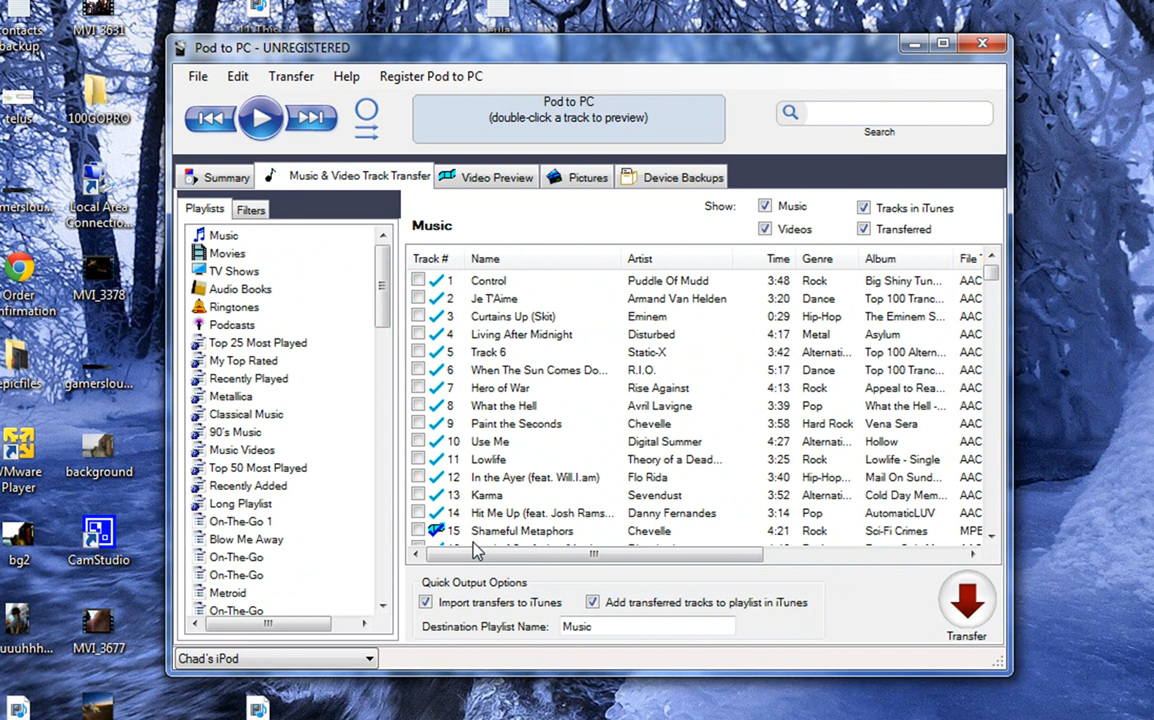 contacts
backup
MVI_3631
telus
100GOPRO
Local Area
Connectio...
Order
MVI_3378
epicfiles
gamerslou...
VMware
Player
background
bg2
CamStudio
MVI_3677
Pod to PC - UNREGISTERED
File Edit Transfer Help Register Pod to PC
Pod to PC
(double-click a track to preview)
Search
Summary Music & Video Track Transfer Video Preview Pictures Device Backups
Playlists Filters
Music
Movies
TV Shows
Audio Books
Ringtones
Podcasts
Top 25 Most Played
My Top Rated
Recently Played
Metallica
Classical Music
90's Music
Music Videos
Top 50 Most Played
Recently Added
Long Playlist
On-The-Go 1
Blow Me Away
On-The-Go
On-The-Go
Metroid
On-The-Go
Music
Show: Music Tracks in iTunes
Videos Transferred
Track # Name Artist Time Genre Album File
1 Control Puddle Of Mudd 3:48 Rock Big Shiny Tun... AAC
2 Je T'Aime Armand Van Helden 3:20 Dance Top 100 Tranc... AAC
3 Curtains Up (Skit) Eminem 0:29 Hip-Hop The Eminem S... AAC
4 Living After Midnight Disturbed 4:17 Metal Asylum AAC
5 Track 6 Static-X 3:42 Alternati... Top 100 Altern... AAC
6 When The Sun Comes Do... R.I.O. 5:17 Dance Top 100 Tranc... AAC
7 Hero of War Rise Against 4:13 Rock Appeal to Rea... AAC
8 What the Hell Avril Lavigne 3:39 Pop What the Hell -... AAC
9 Paint the Seconds Chevelle 3:58 Hard Rock Vena Sera AAC
10 Use Me Digital Summer 4:27 Alternati... Hollow AAC
11 Lowlife Theory of a Dead... 3:25 Rock Lowlife - Single AAC
12 In the Ayer (feat. Will.I.am) Flo Rida 3:40 Hip-Hop... Mail On Sund... AAC
13 Karma Sevendust 3:52 Alternati... Cold Day Mem... AAC
14 Hit Me Up (feat. Josh Rams... Danny Fernandes 3:14 Pop AutomaticLUV AAC
15 Shameful Metaphors Chevelle 4:21 Rock Sci-Fi Crimes MPE
Quick Output Options
Import transfers to iTunes Add transferred tracks to playlist in iTunes
Destination Playlist Name: Music
Transfer
Chad's iPod